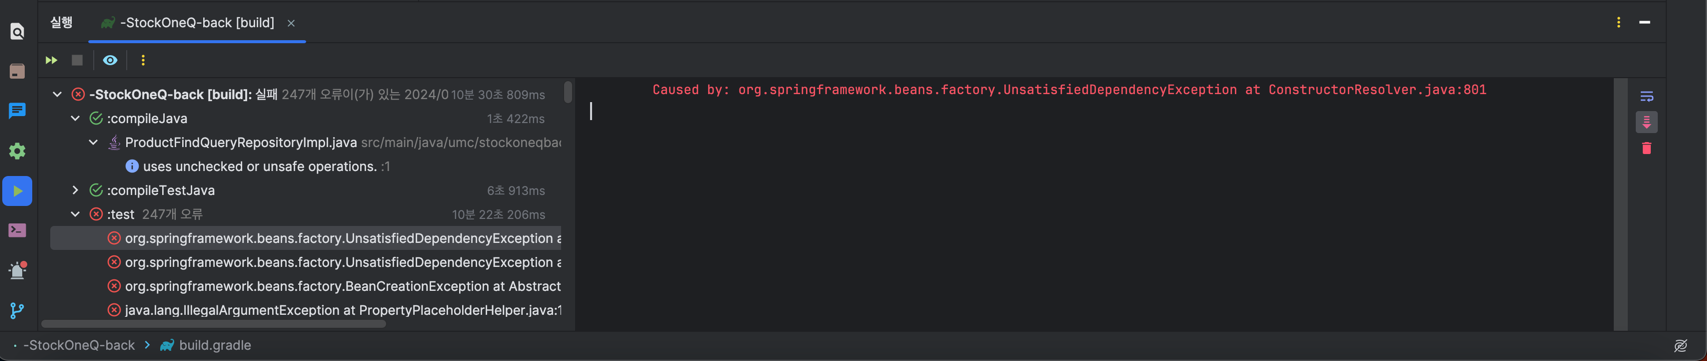 실행 -StockOneQ-back [build]
-StockOneQ-back [build]: 실패 247개 오류이(가) 있는 2024/0 10분 30초 809ms
:compileJava 1초 422ms
ProductFindQueryRepositoryImpl.java src/main/java/umc/stockoneqbac
uses unchecked or unsafe operations. :1
:compileTestJava 6초 913ms
:test 247개 오류 10분 22초 206ms
org.springframework.beans.factory.UnsatisfiedDependencyException a
org.springframework.beans.factory.UnsatisfiedDependencyException a
org.springframework.beans.factory.BeanCreationException at Abstract
java.lang.IllegalArgumentException at PropertyPlaceholderHelper.java:1
Caused by: org.springframework.beans.factory.UnsatisfiedDependencyException at ConstructorResolver.java:801
-StockOneQ-back > build.gradle